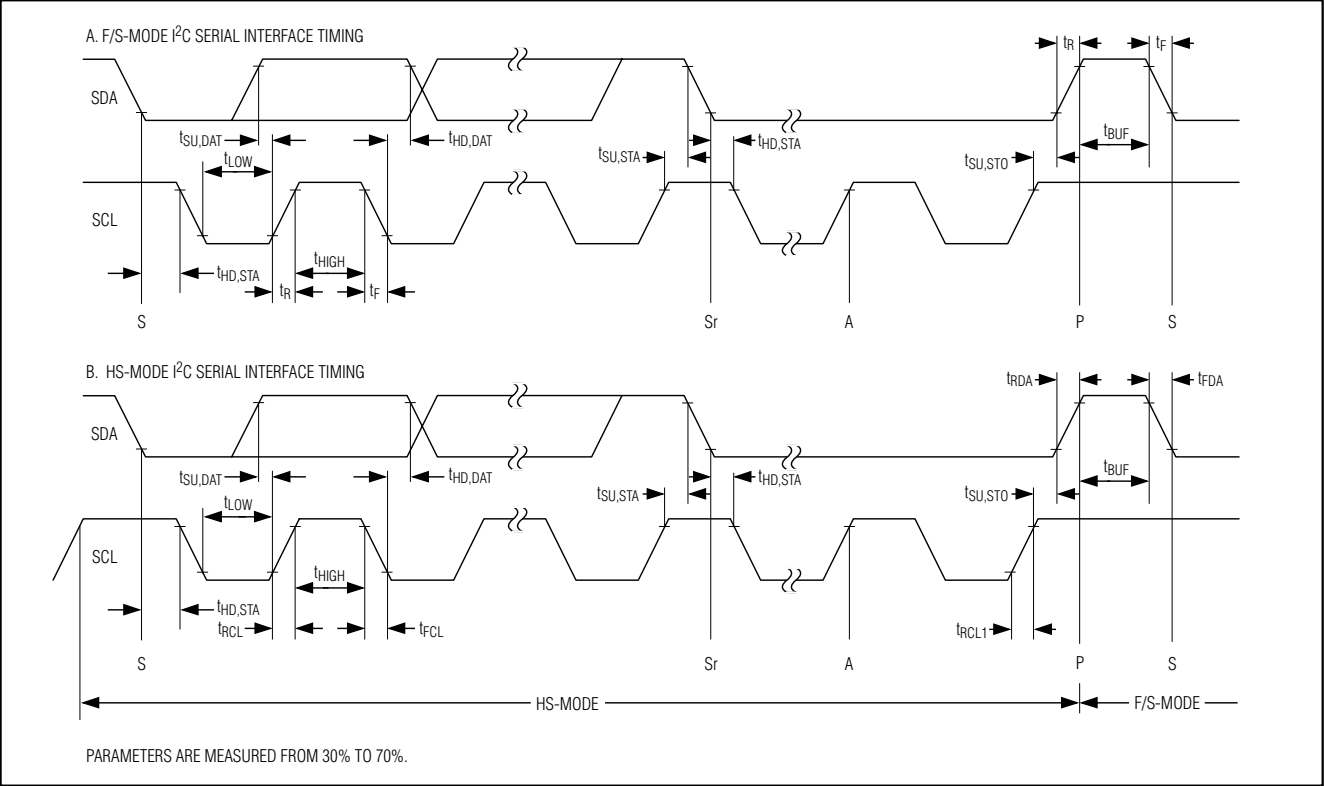 A. F/S-MODE I2C SERIAL INTERFACE TIMING
tR
tF
SDA
tSU,DAT
tHD,DAT
tLOW
tSU,STA
tHD,STA
tSU,STO
tBUF
SCL
tHD,STA
tHIGH
tR
tF
S
Sr
A
P
S
B. HS-MODE I2C SERIAL INTERFACE TIMING
tRDA
tFDA
SDA
tSU,DAT
tHD,DAT
tLOW
tSU,STA
tHD,STA
tSU,STO
tBUF
SCL
tHIGH
tHD,STA
tRCL
tFCL
tRCL1
S
Sr
A
P
S
HS-MODE
F/S-MODE
PARAMETERS ARE MEASURED FROM 30% TO 70%.